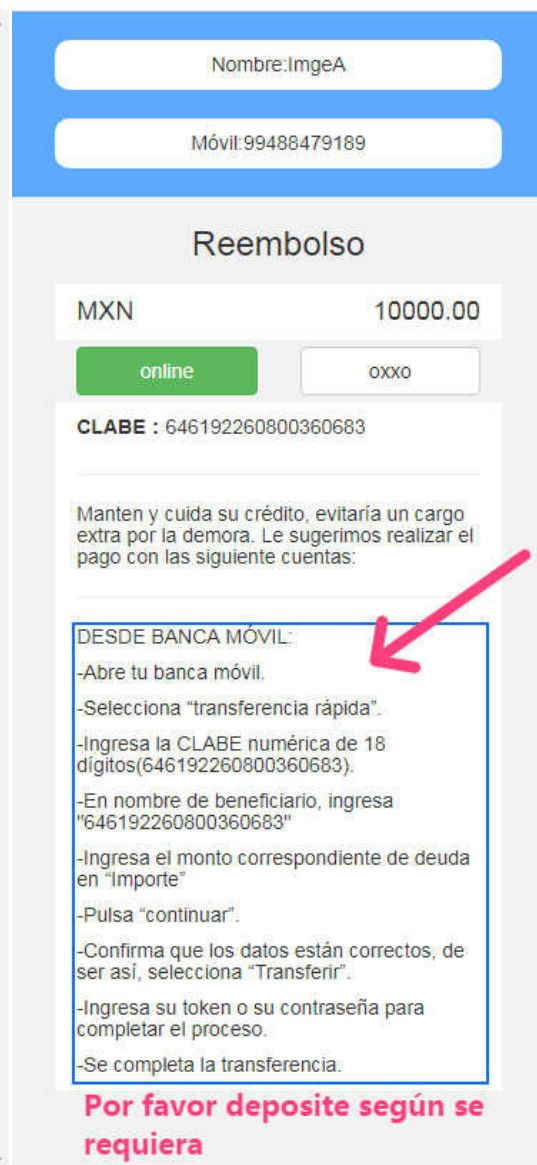 Nombre:ImgeA
Móvil:99488479189
Reembolso
MXN 10000.00
online oxxo
CLABE : 646192260800360683
Manten y cuida su crédito, evitaría un cargo
extra por la demora. Le sugerimos realizar el
pago con las siguiente cuentas:
DESDE BANCA MÓVIL:
-Abre tu banca móvil.
-Selecciona “transferencia rápida”.
-Ingresa la CLABE numérica de 18
dígitos(646192260800360683).
-En nombre de beneficiario, ingresa
"646192260800360683"
-Ingresa el monto correspondiente de deuda
en “Importe”
-Pulsa “continuar”.
-Confirma que los datos están correctos, de
ser así, selecciona “Transferir”.
-Ingresa su token o su contraseña para
completar el proceso.
-Se completa la transferencia.
Por favor deposite según se
requiera